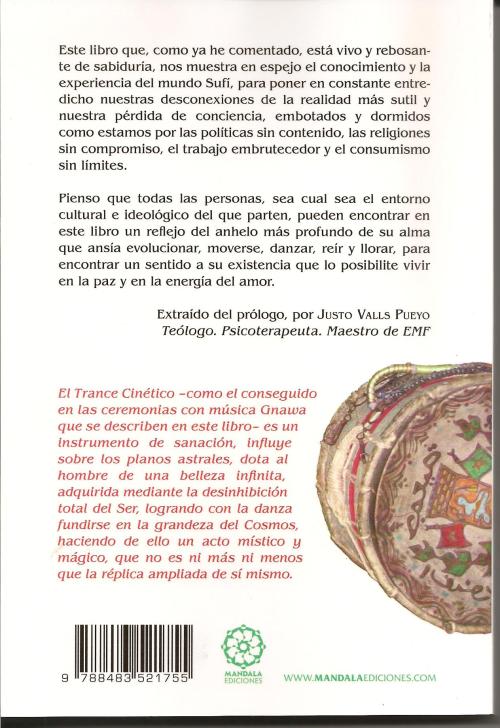 Este libro que, como ya he comentado, está vivo y rebosan-
te de sabiduría, nos muestra en espejo el conocimiento y la
experiencia del mundo Sufí, para poner en constante entre-
dicho nuestras desconexiones de la realidad más sutil y
nuestra pérdida de conciencia, embotados y dormidos
como estamos por las políticas sin contenido, las religiones
sin compromiso, el trabajo embrutecedor y el consumismo
sin límites.
Pienso que todas las personas, sea cual sea el entorno
cultural e ideológico del que parten, pueden encontrar en
este libro un reflejo del anhelo más profundo de su alma
que ansía evolucionar, moverse, danzar, reír y llorar, para
encontrar un sentido a su existencia que lo posibilite vivir
en la paz y en la energía del amor.
Extraído del prólogo, por JUSTO VALLS PUEYO
Teólogo. Psicoterapeuta. Maestro de EMF
El Trance Cinético –como el conseguido
en las ceremonias con música Gnawa
que se describen en este libro– es un
instrumento de sanación, influye
sobre los planos astrales, dota al
hombre de una belleza infinita,
adquirida mediante la desinhibición
total del Ser, logrando con la danza
fundirse en la grandeza del Cosmos,
haciendo de ello un acto místico y
mágico, que no es ni más ni menos
que la réplica ampliada de sí mismo.
9 788483 521755
MANDALA
EDICIONES
WWW.MANDALAEDICIONES.COM